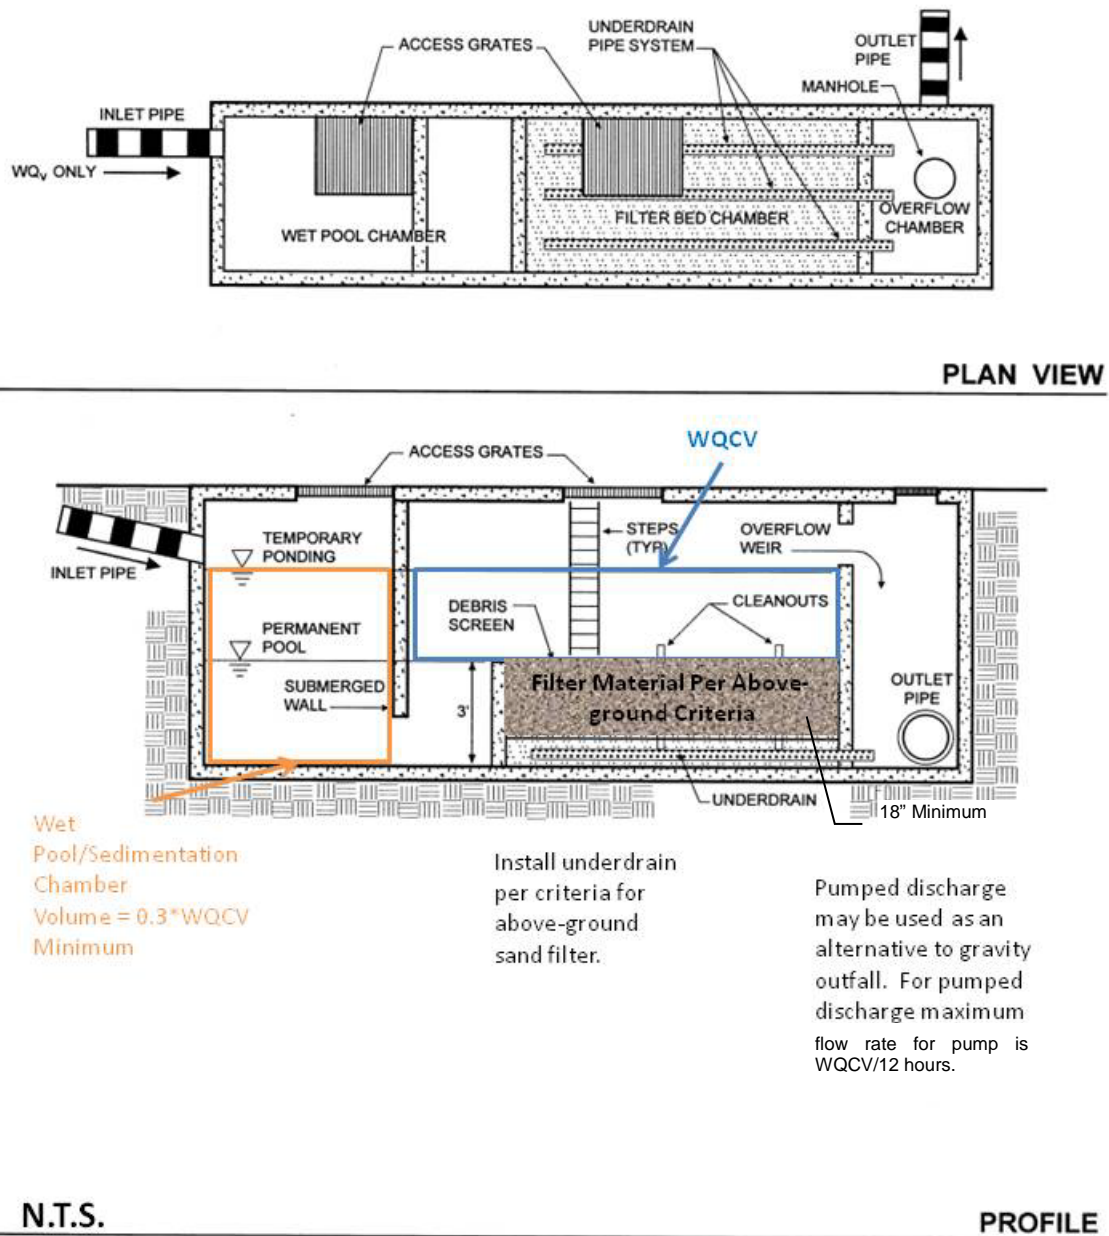 UNDERDRAIN
PIPE SYSTEM
ACCESS GRATES
OUTLET
PIPE
MANHOLE
INLET PIPE
WQv ONLY
FILTER BED CHAMBER
OVERFLOW
CHAMBER
WET POOL CHAMBER
PLAN VIEW
WQCV
ACCESS GRATES
STEPS
(TYP)
OVERFLOW
WEIR
TEMPORARY
PONDING
INLET PIPE
DEBRIS
SCREEN
CLEANOUTS
PERMANENT
POOL
SUBMERGED
WALL
3'
Filter Material Per Above-
ground Criteria
OUTLET
PIPE
UNDERDRAIN
18” Minimum
Wet
Pool/Sedimentation
Chamber
Volume = 0.3*WQCV
Minimum
Install underdrain
per criteria for
above-ground
sand filter.
Pumped discharge
may be used as an
alternative to gravity
outfall. For pumped
discharge maximum
flow rate for pump is
WQCV/12 hours.
N.T.S.
PROFILE